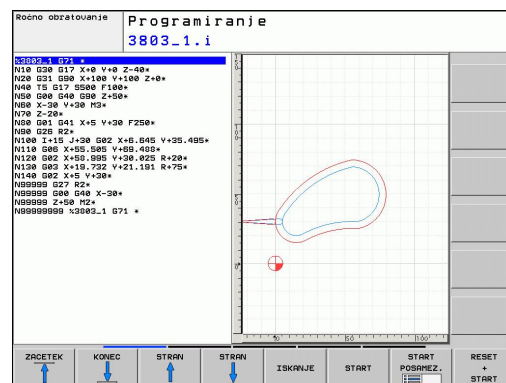 Ročno obratovanje
Programiranje
3803_1.i
%3803_1 G71 *
N10 G30 G17 X+0 Y+0 Z-40*
N20 G31 G90 X+100 Y+100 Z+0*
N40 T5 G17 S500 F100*
N50 G00 G40 G90 Z+50*
N60 X-30 Y+30 M3*
N70 Z-20*
N80 G01 G41 X+5 Y+30 F250*
N90 G26 R2*
N100 I+15 J+30 G02 X+6.645 Y+35.495*
N110 G06 X+55.505 Y+69.488*
N120 G02 X+58.995 Y+30.025 R+20*
N130 G03 X+19.732 Y+21.191 R+75*
N140 G02 X+5 Y+30*
N99999 G27 R2*
N99999 G00 G40 X-30*
N99999 Z+50 M2*
N99999999 %3803_1 G71 *
50
100
ZACETEK
KONEC
STRAN
STRAN
ISKANJE
START
START POSAMEZ.
RESET + START